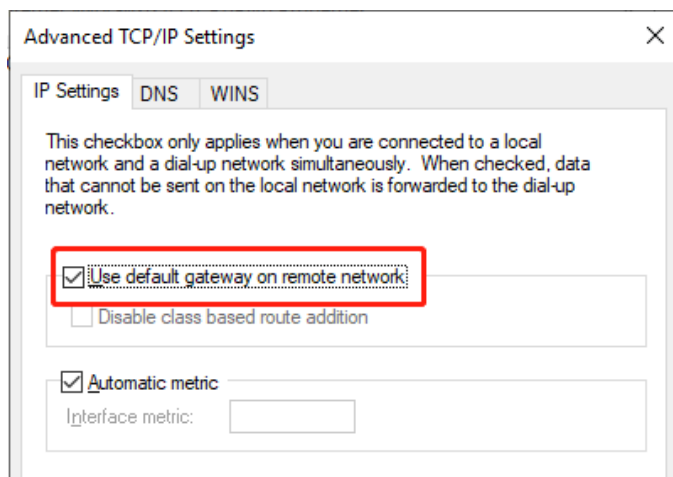 Advanced TCP/IP Settings
IP Settings DNS WINS
This checkbox only applies when you are connected to a local
network and a dial-up network simultaneously. When checked, data
that cannot be sent on the local network is forwarded to the dial-up
network.
Use default gateway on remote network
Disable class based route addition
Automatic metric
Interface metric: